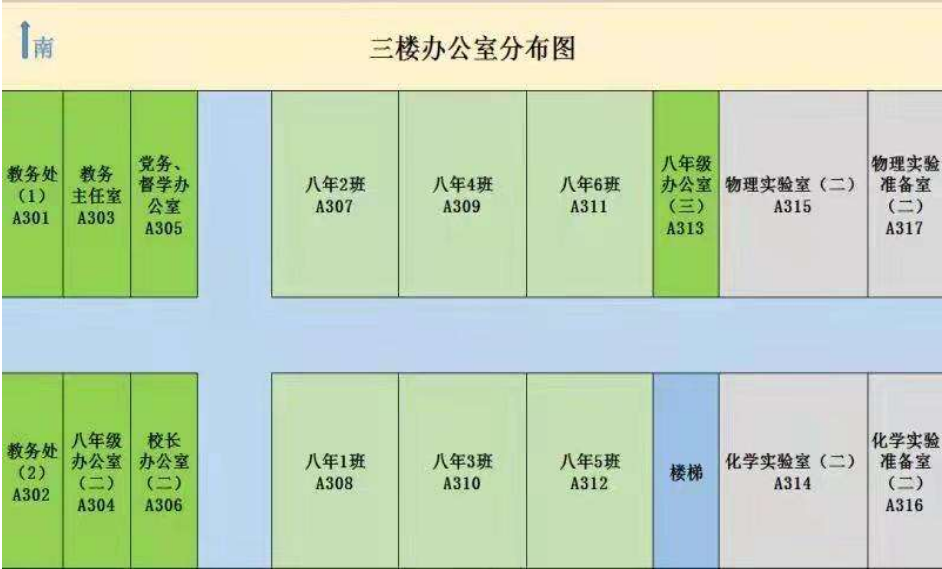 南
三楼办公室分布图
教务处
（1）
A301
教务
主任室
A303
党务、
督学办
公室
A305
八年2班
A307
八年4班
A309
八年6班
A311
八年级
办公室
（三）
A313
物理实验室（二）
A315
物理实验
准备室
（二）
A317
教务处
（2）
A302
八年级
办公室
（二）
A304
校长
办公室
（二）
A306
八年1班
A308
八年3班
A310
八年5班
A312
楼梯
化学实验室（二）
A314
化学实验
准备室
（二）
A316